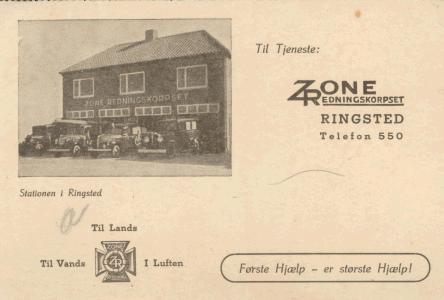 ZONE REDNINGSKORPSET
Stationen i Ringsted
Til Lands
Til Vands
ZR
I Luften
Til Tjeneste:
ZONE
REDNINGSKORPSET
RINGSTED
Telefon 550
Første Hjælp – er største Hjælp!